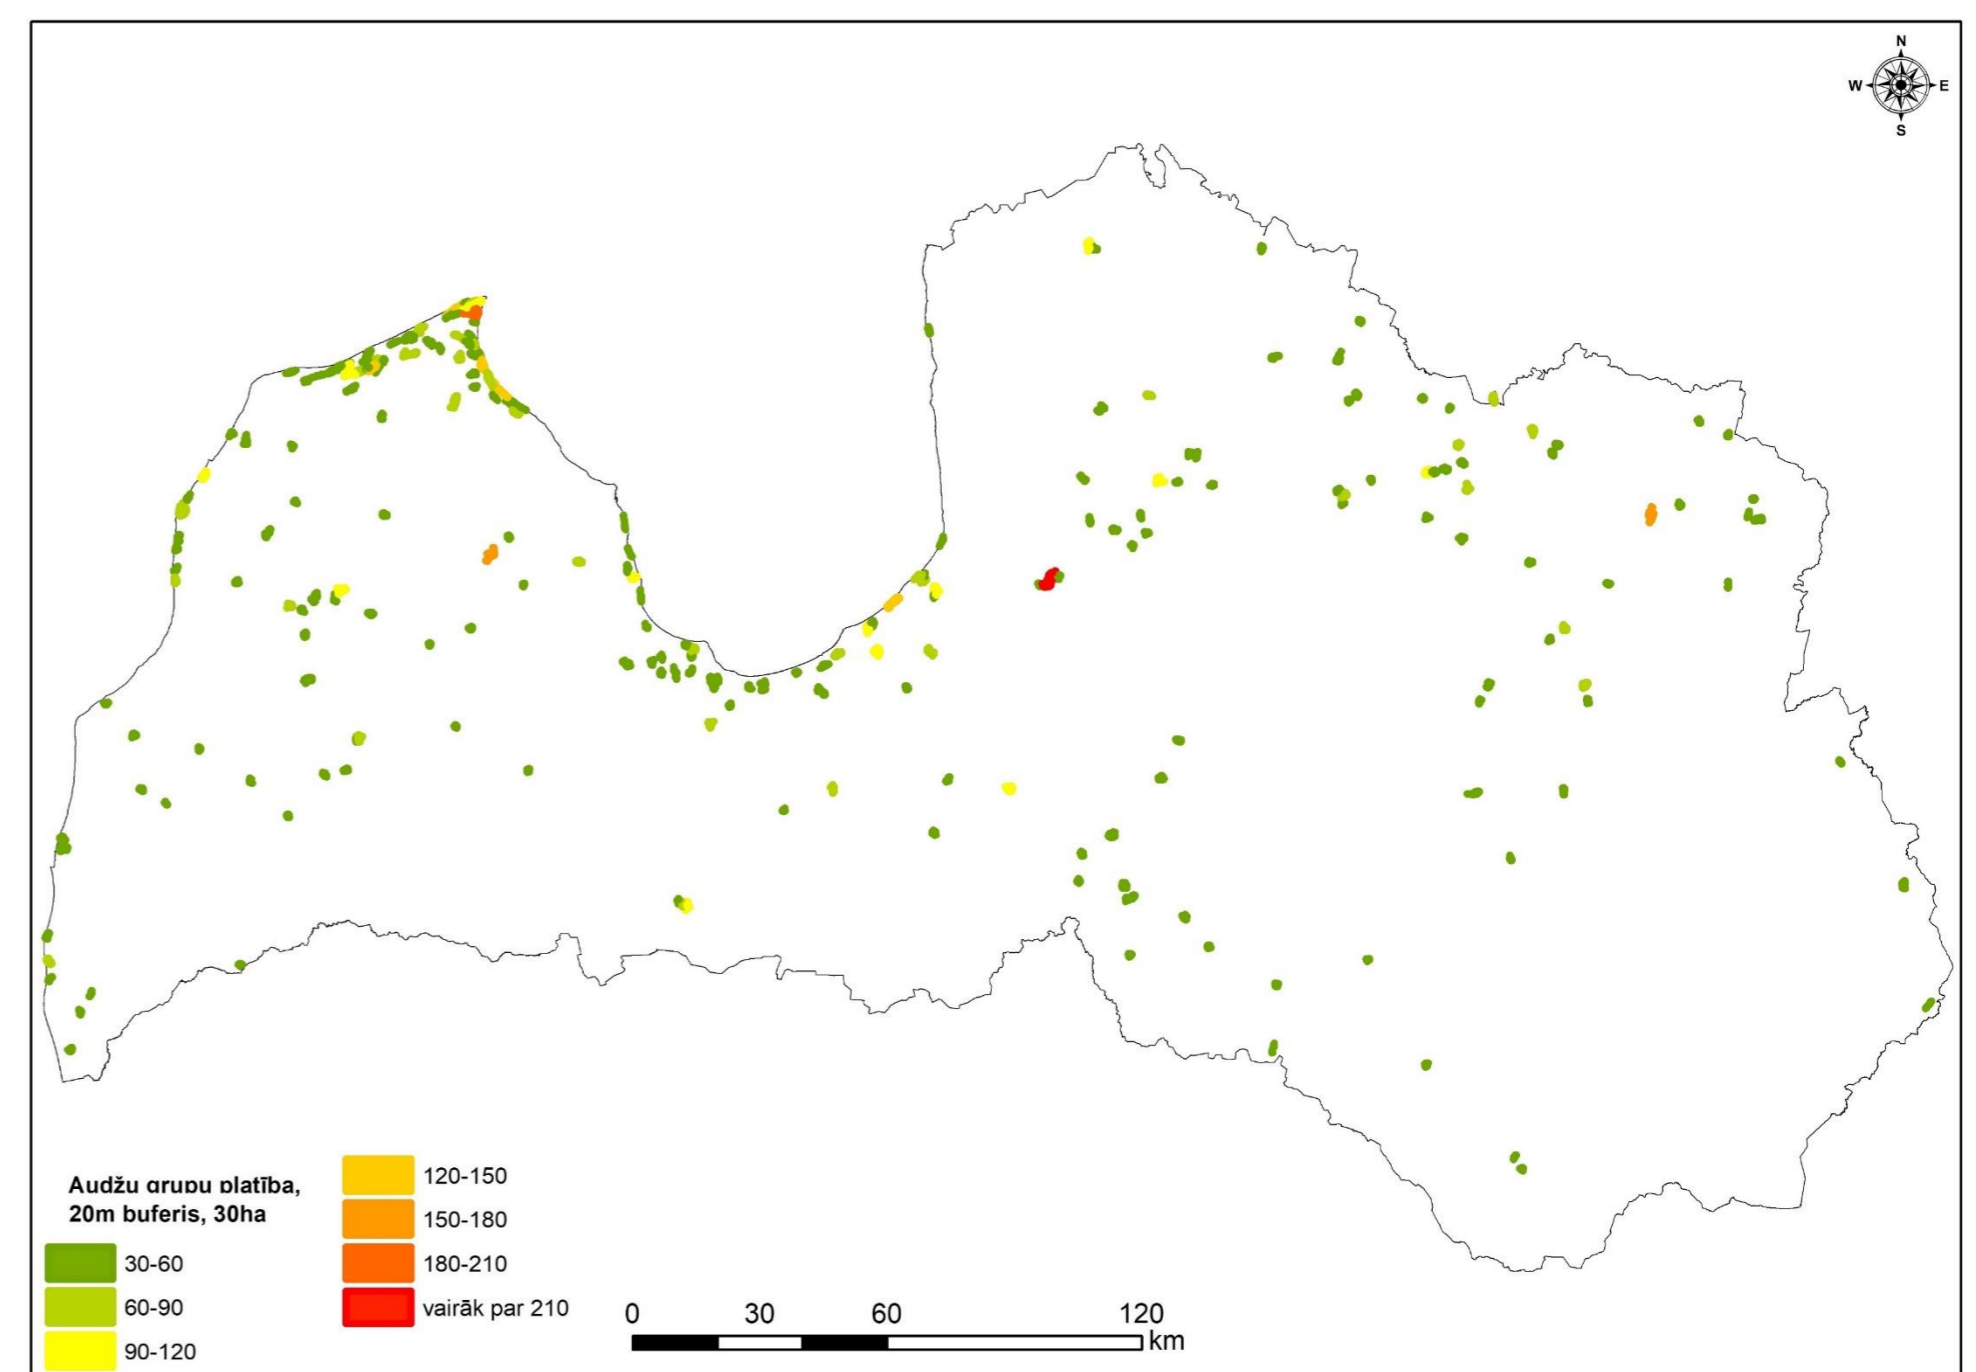 N
W E
S
Audžu grupu platība,
20m buferis, 30ha
30-60
60-90
90-120
120-150
150-180
180-210
vairāk par 210
0 30 60 120
km